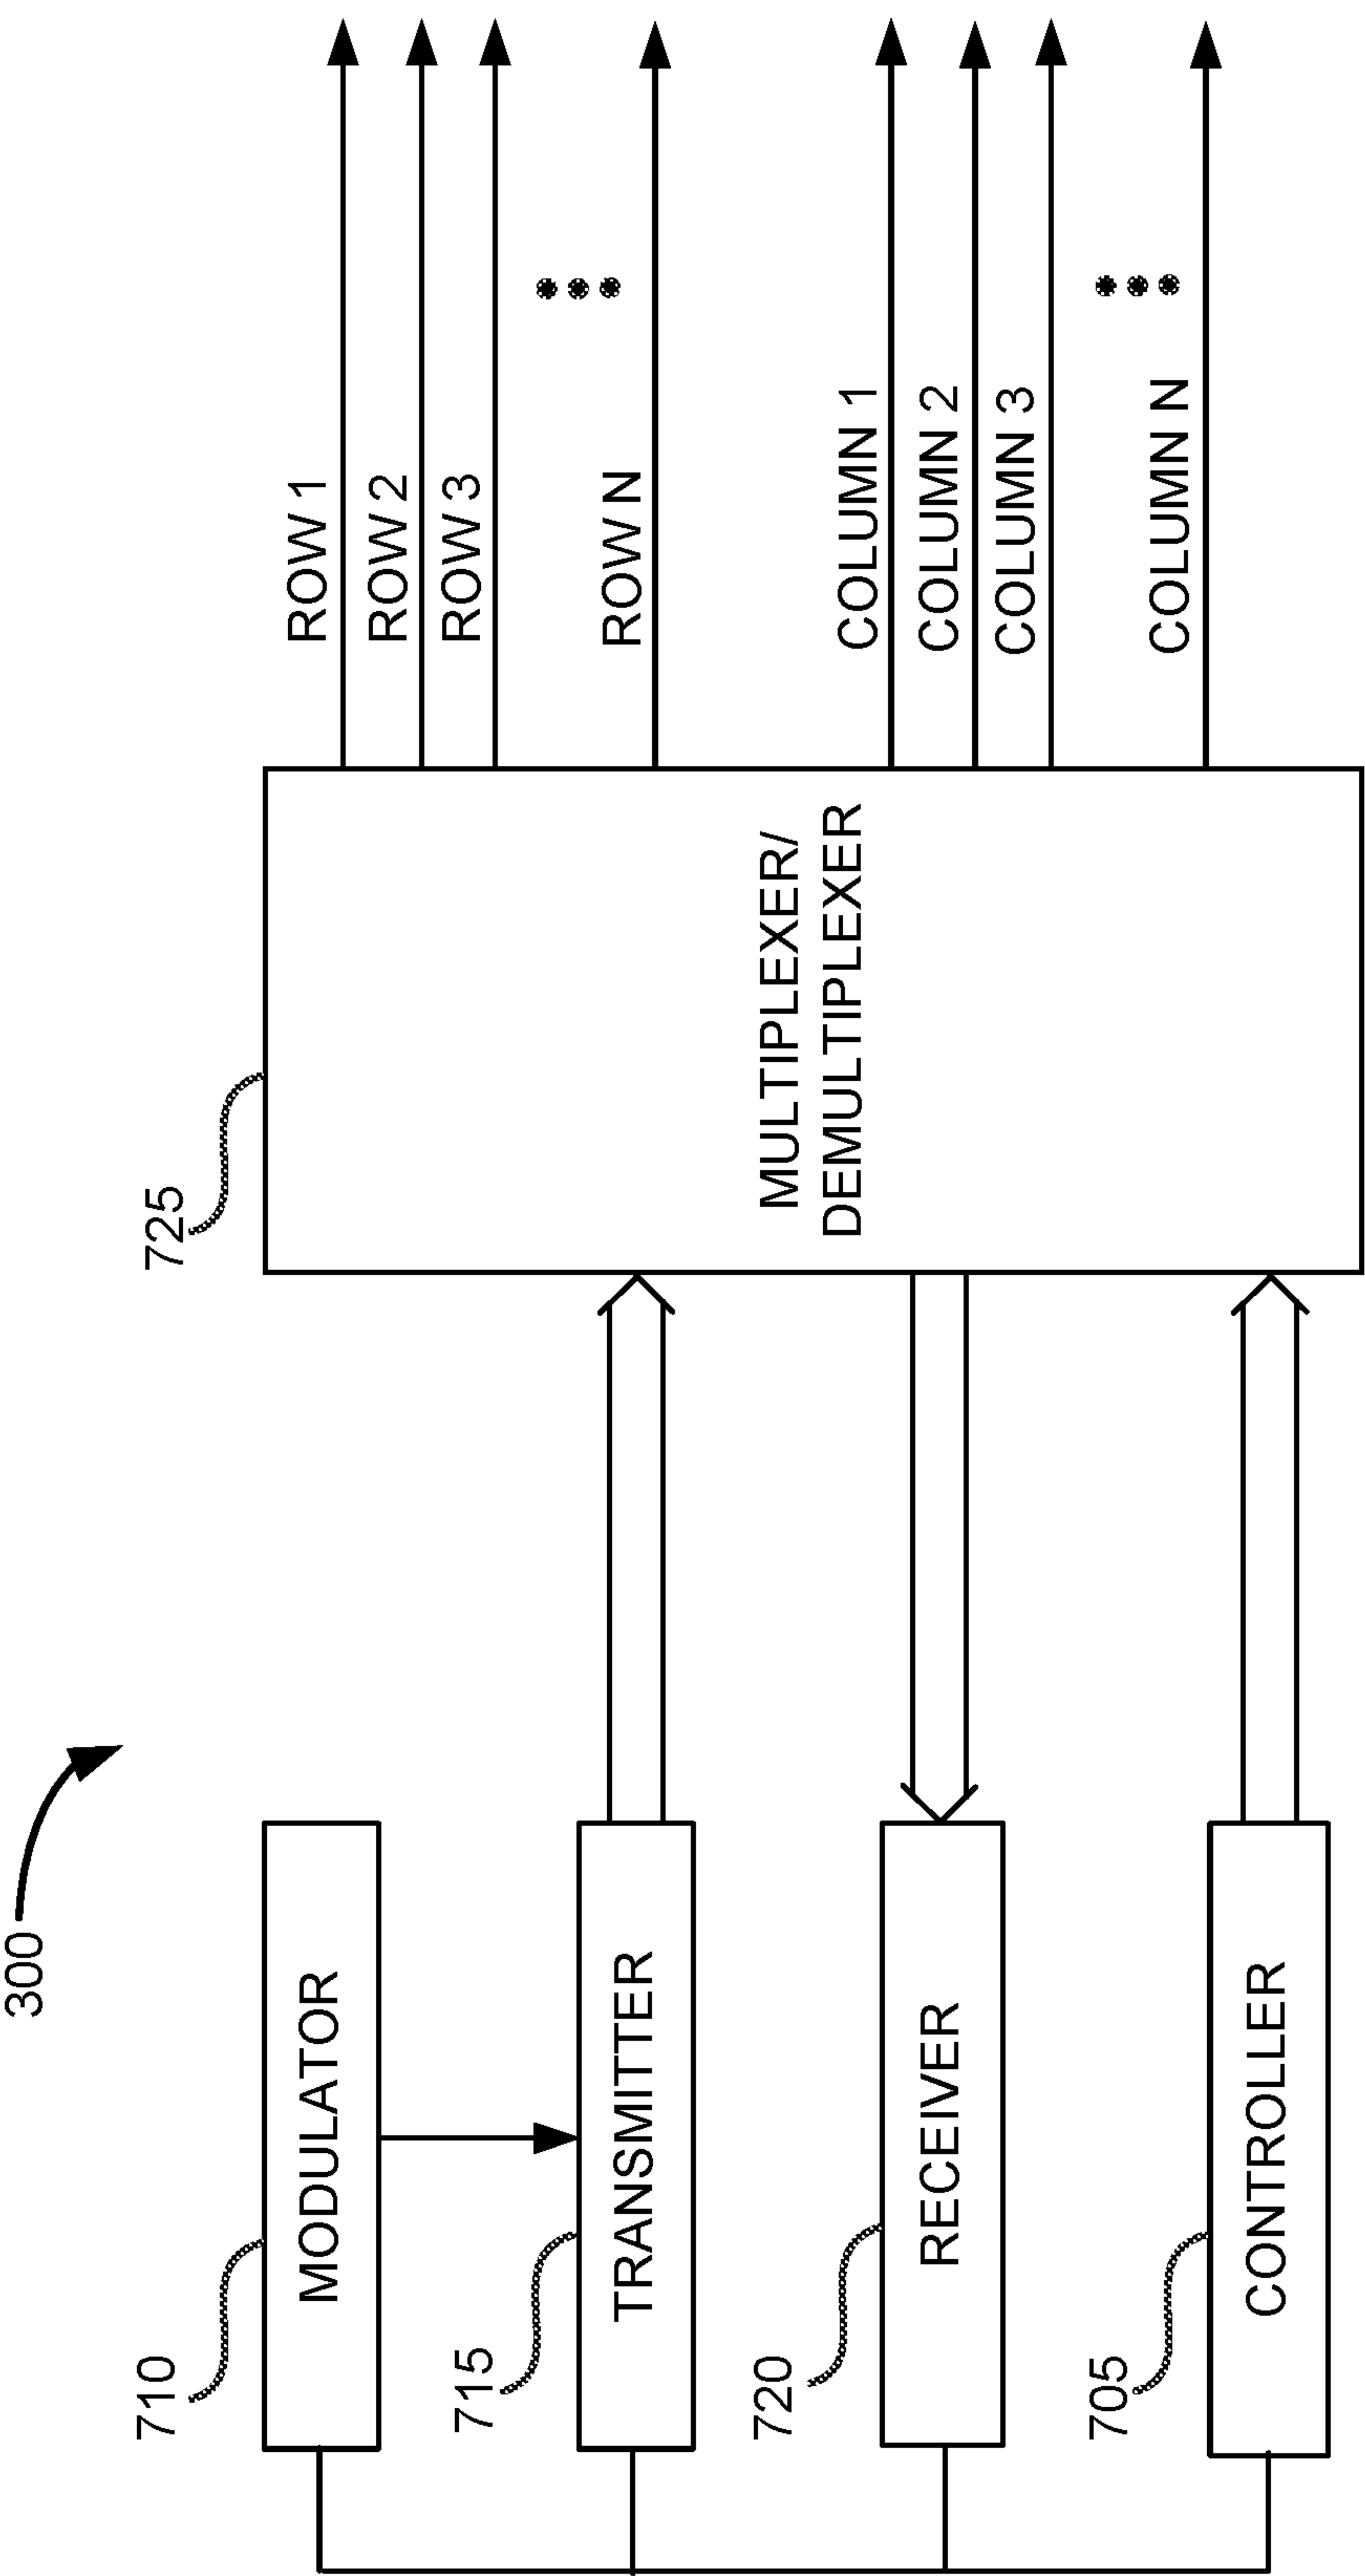 300
710
MODULATOR
715
TRANSMITTER
720
RECEIVER
705
CONTROLLER
725
MULTIPLEXER/
DEMULTIPLEXER
ROW 1
ROW 2
ROW 3
ROW N
COLUMN 1
COLUMN 2
COLUMN 3
COLUMN N